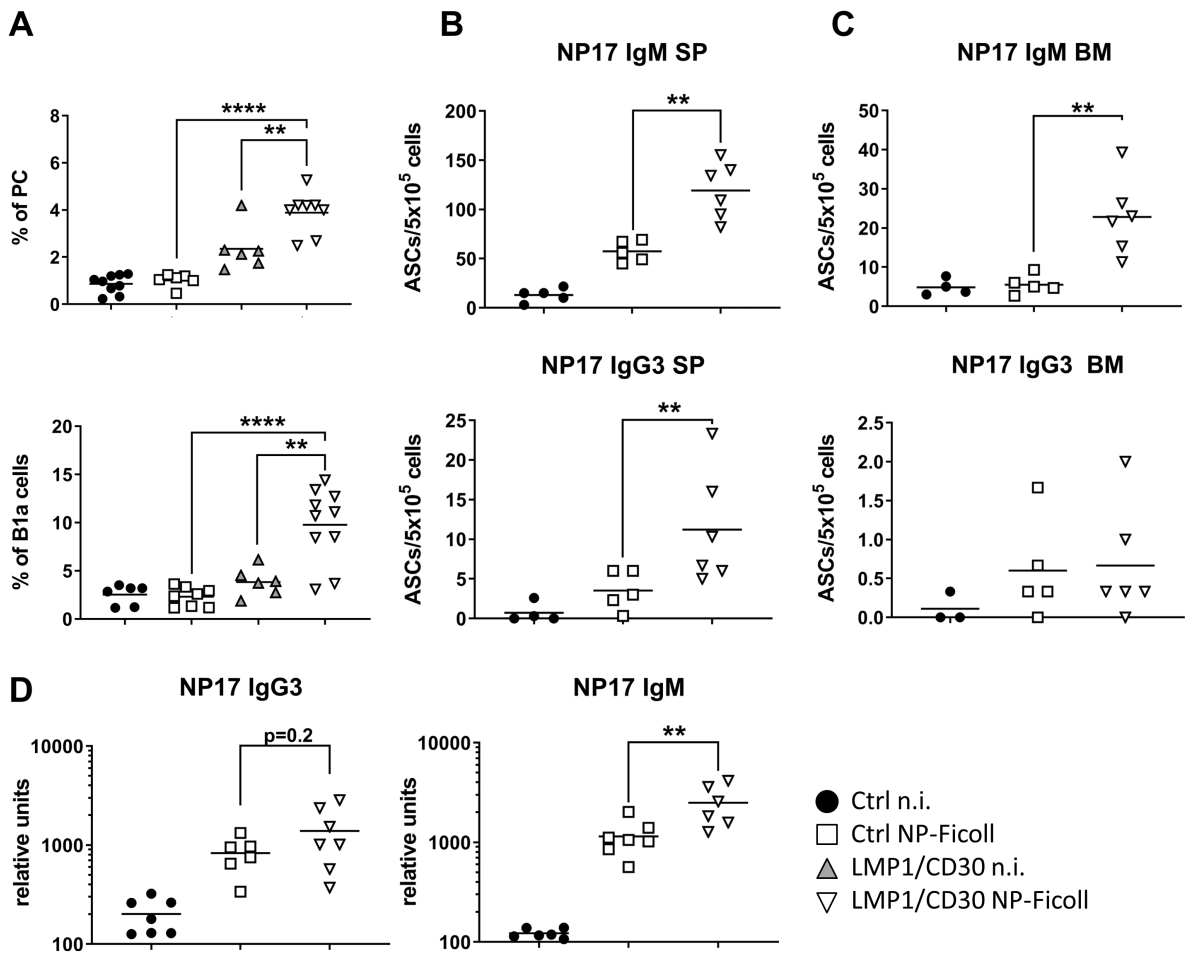 A
B
C
NP17 IgM SP
NP17 IgM BM
% of PC
8
6
4
2
0
****
**
ASCs/5x10⁵ cells
200
150
100
50
0
**
ASCs/5x10⁵ cells
50
40
30
20
10
0
**
NP17 IgG3 SP
NP17 IgG3 BM
% of B1a cells
20
15
10
5
0
****
**
ASCs/5x10⁵ cells
25
20
15
10
5
0
**
ASCs/5x10⁵ cells
2.5
2.0
1.5
1.0
0.5
0.0
D
NP17 IgG3
NP17 IgM
relative units
10000
1000
100
p=0.2
relative units
10000
1000
100
**
Ctrl n.i.
Ctrl NP-Ficoll
LMP1/CD30 n.i.
LMP1/CD30 NP-Ficoll